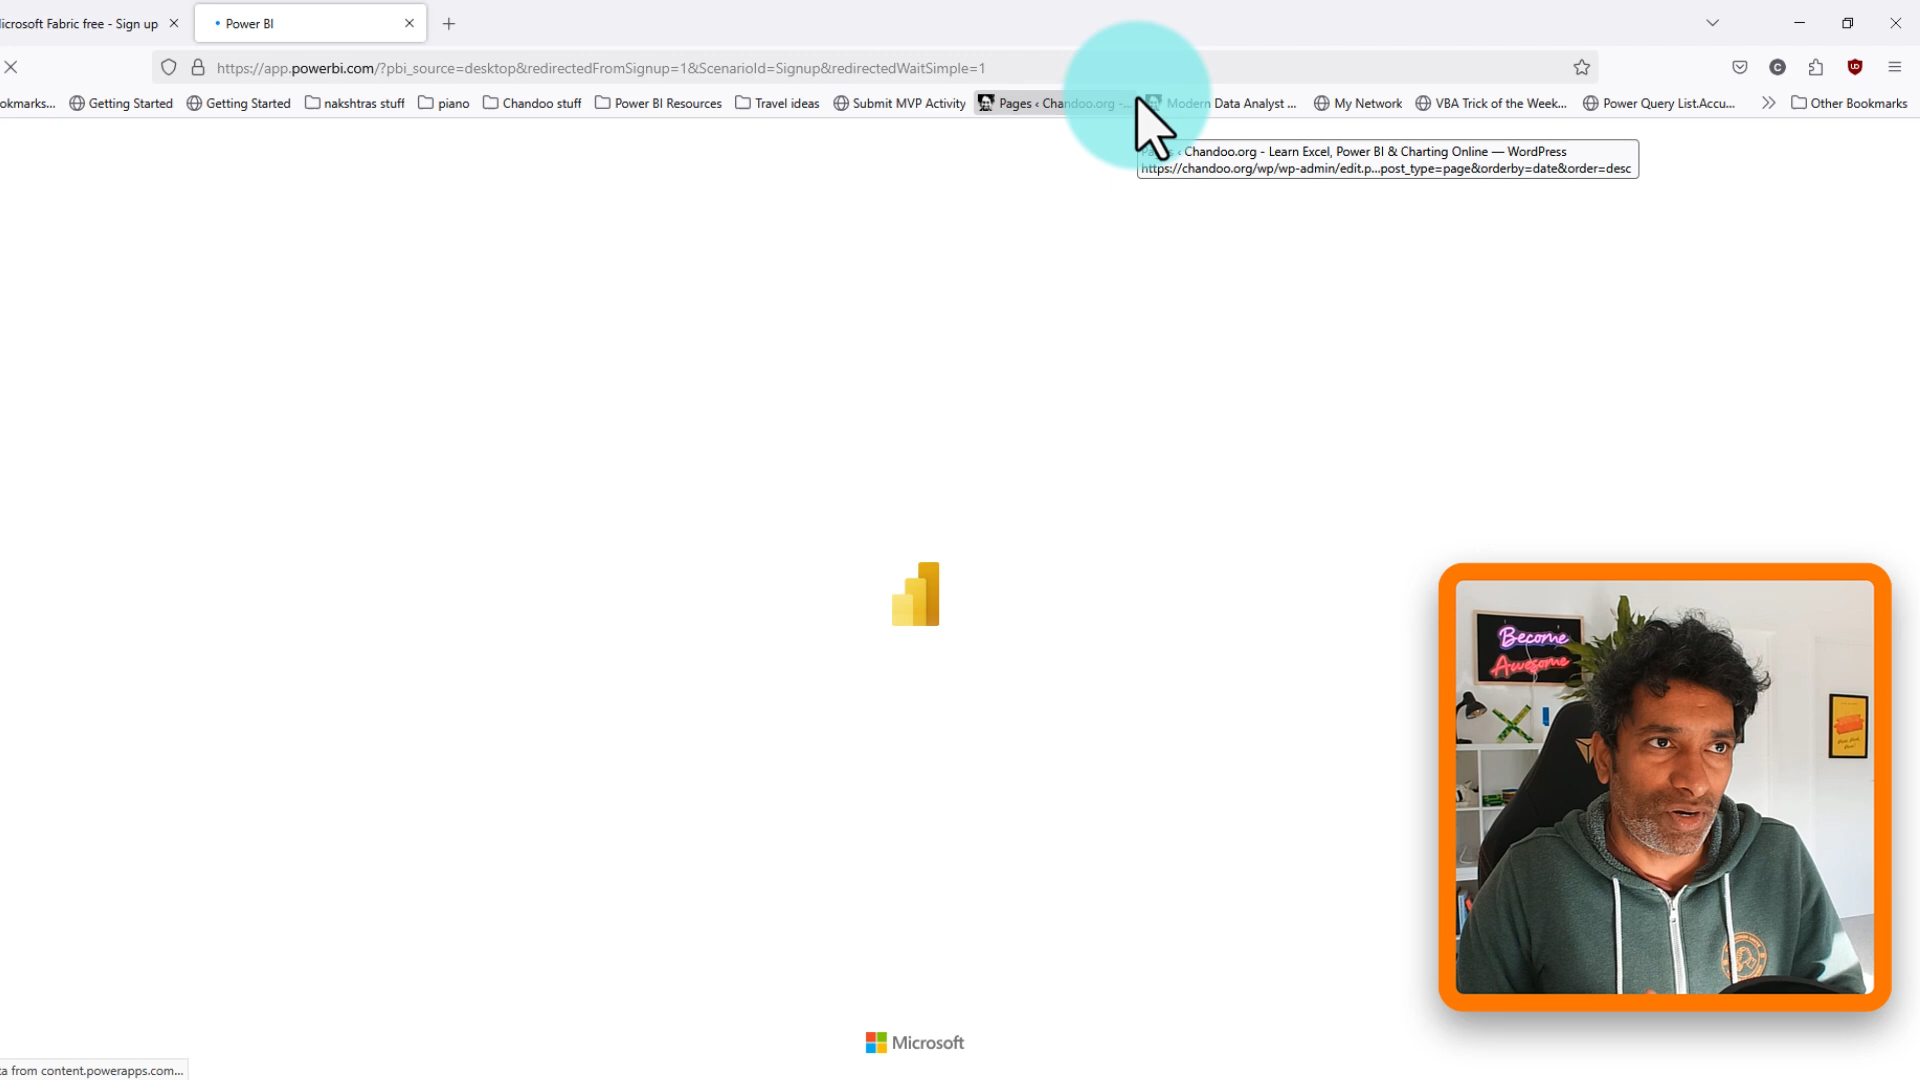 icrosoft Fabric free - Sign up
Power BI
https://app.powerbi.com/?pbi_source=desktop&redirectedFromSignup=1&ScenarioId=Signup&redirectedWaitSimple=1
okmarks...
Getting Started
Getting Started
nakshtras stuff
piano
Chandoo stuff
Power BI Resources
Travel ideas
Submit MVP Activity
Pages ‹ Chandoo.org -...
Modern Data Analyst ...
My Network
VBA Trick of the Week...
Power Query List.Accu...
Other Bookmarks
Pages ‹ Chandoo.org - Learn Excel, Power BI & Charting Online — WordPress
https://chandoo.org/wp/wp-admin/edit.p...post_type=page&orderby=date&order=desc
Become
Awesome
Microsoft
ta from content.powerapps.com...